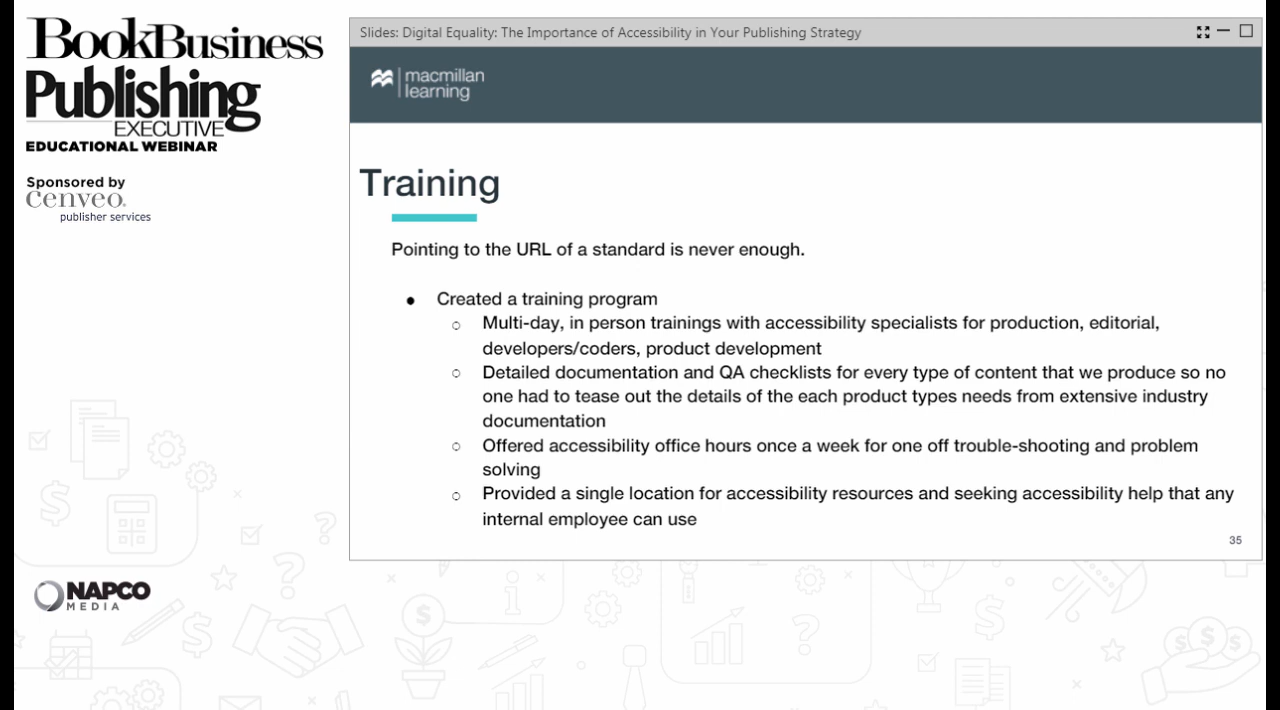 BookBusiness
Publishing
EXECUTIVE
EDUCATIONAL WEBINAR
Sponsored by
cenveo.
publisher services
NAPCO
MEDIA
Slides: Digital Equality: The Importance of Accessibility in Your Publishing Strategy
macmillan
learning
Training
Pointing to the URL of a standard is never enough.
● Created a training program
○ Multi-day, in person trainings with accessibility specialists for production, editorial,
developers/coders, product development
○ Detailed documentation and QA checklists for every type of content that we produce so no
one had to tease out the details of the each product types needs from extensive industry
documentation
○ Offered accessibility office hours once a week for one off trouble-shooting and problem
solving
○ Provided a single location for accessibility resources and seeking accessibility help that any
internal employee can use
35